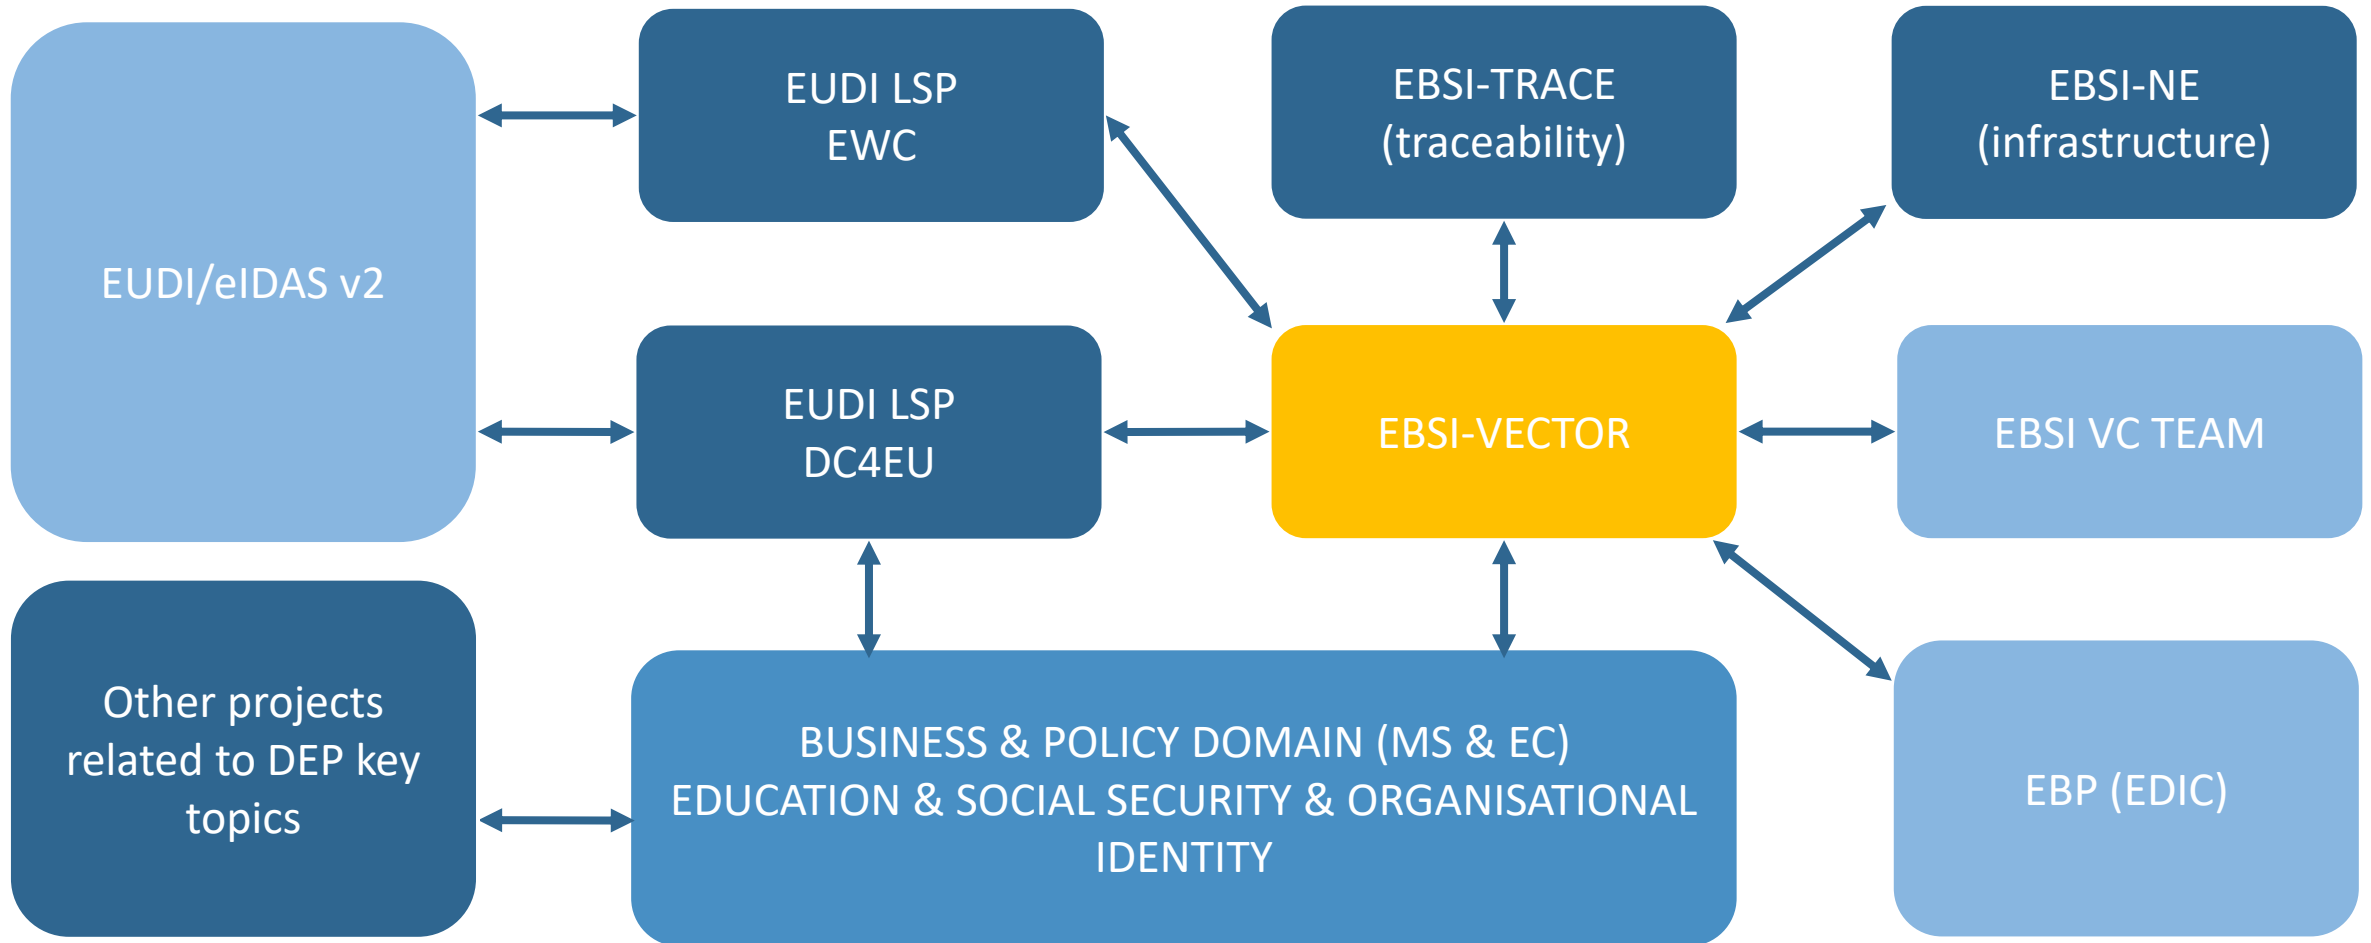 EUDI/eIDAS v2
EUDI LSP
EWC
EBSI-TRACE
(traceability)
EBSI-NE
(infrastructure)
EUDI LSP
DC4EU
EBSI-VECTOR
EBSI VC TEAM
Other projects
related to DEP key
topics
BUSINESS & POLICY DOMAIN (MS & EC)
EDUCATION & SOCIAL SECURITY & ORGANISATIONAL
IDENTITY
EBP (EDIC)